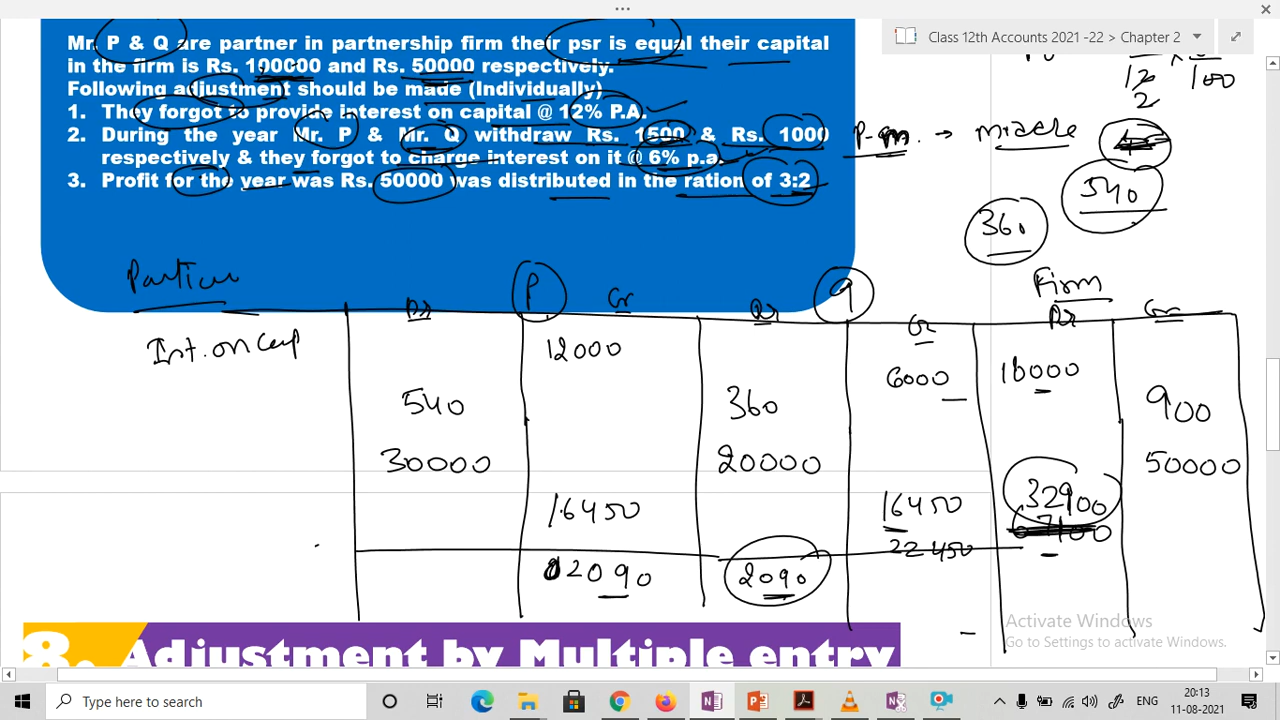 Class 12th Accounts 2021 -22 > Chapter 2
Mr. P & Q are partner in partnership firm their psr is equal their capital
in the firm is Rs. 100000 and Rs. 50000 respectively.
Following adjustment should be made (Individually)
1. They forgot to provide interest on capital @ 12% P.A.
2. During the year Mr. P & Mr. Q withdraw Rs. 1500 & Rs. 1000
respectively & they forgot to charge interest on it @ 6% p.a.
3. Profit for the year was Rs. 50000 was distributed in the ration of 3:2
12 100
2
P.m. → middle
540
360
P q Firm
Dr Cr Dr Cr Dr Cr
Int. on Cap 12000
6000 18000
540 360 900
30000 20000 50000
16450 16450 32900
22450
2090 2090
8. Adjustment by Multiple entry
Activate Windows
Go to Settings to activate Windows.
Type here to search
ENG
20:13
11-08-2021